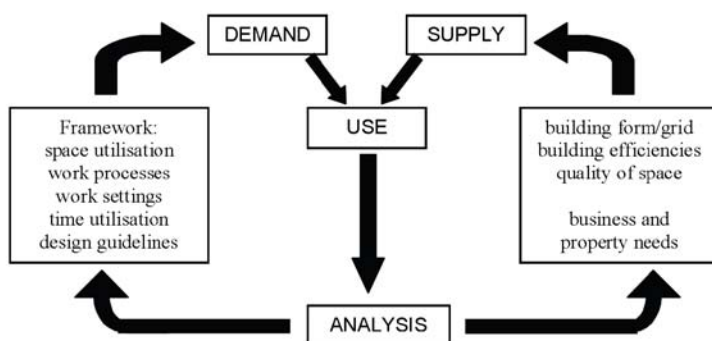 DEMAND
SUPPLY
USE
Framework:
space utilisation
work processes
work settings
time utilisation
design guidelines
building form/grid
building efficiencies
quality of space
business and
property needs
ANALYSIS